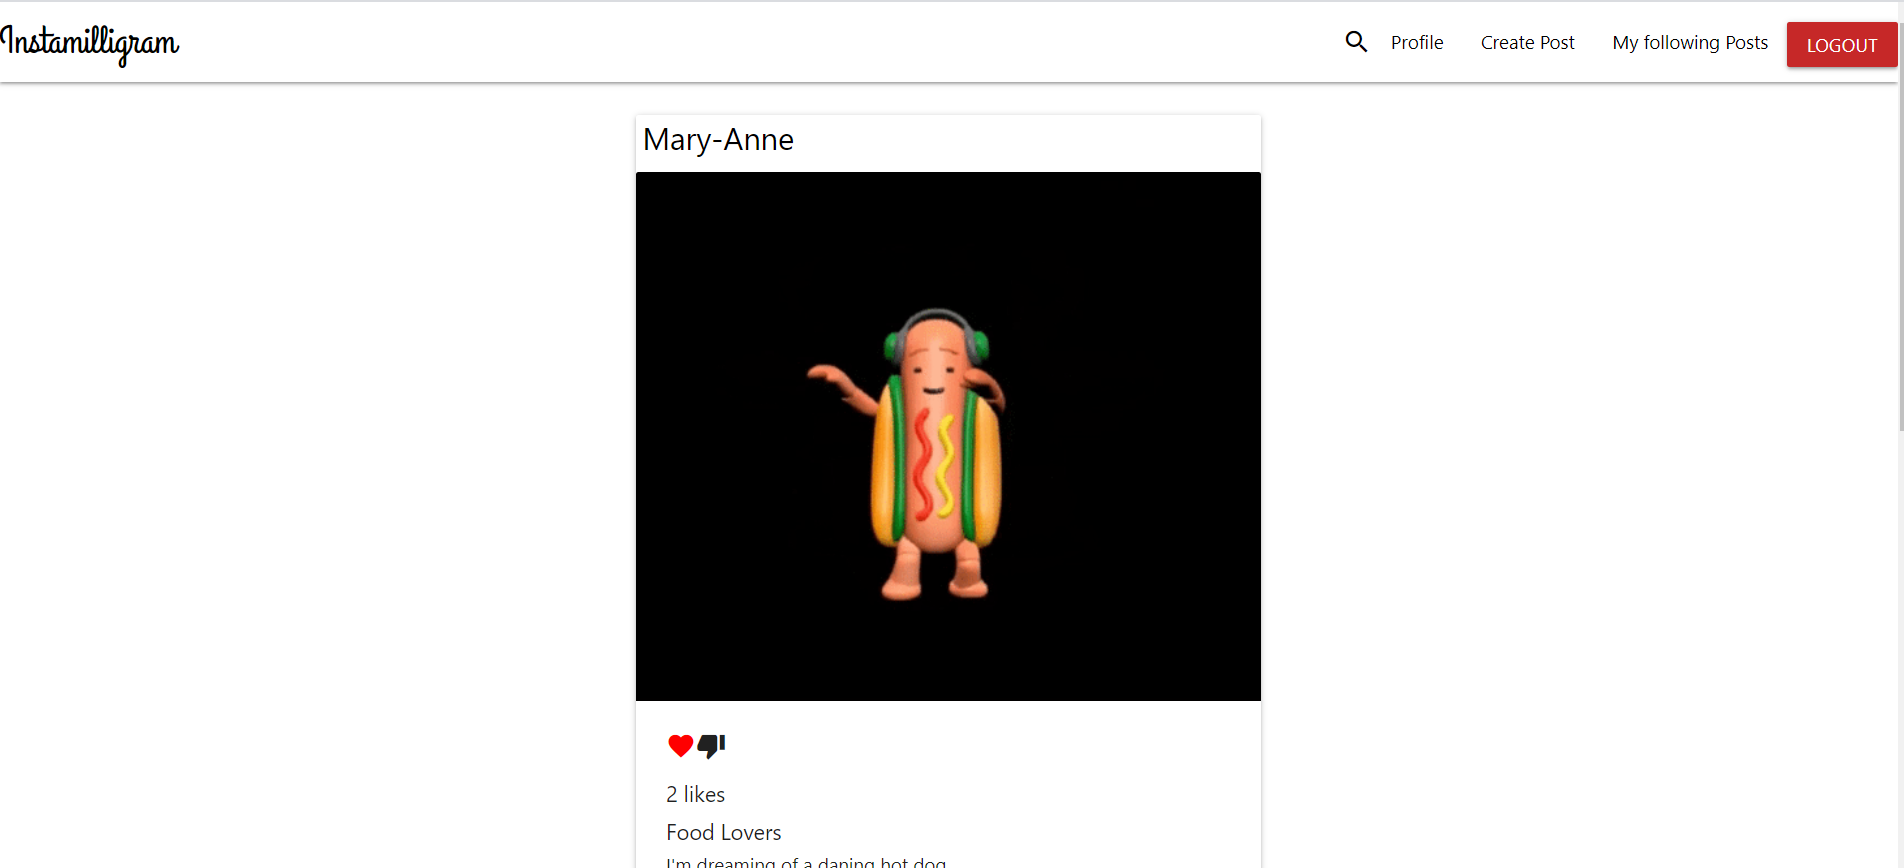 Instamilligram
Profile Create Post My following Posts LOGOUT
Mary-Anne
2 likes
Food Lovers
I'm dreaming of a daning hot dog